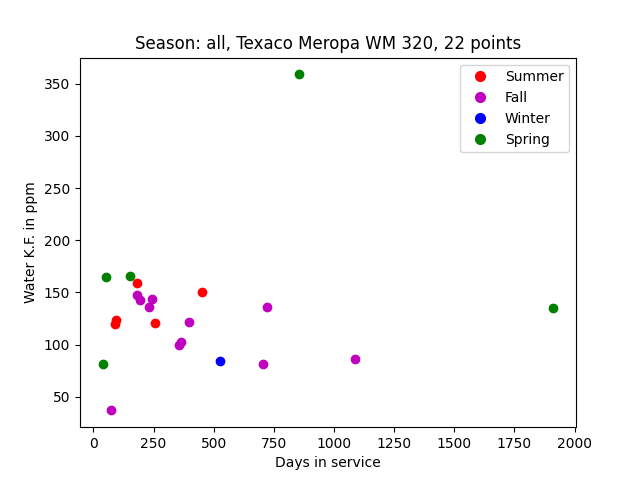 Season: all, Texaco Meropa WM 320, 22 points
Water K.F. in ppm
350
300
250
200
150
100
50
Summer
Fall
Winter
Spring
0 250 500 750 1000 1250 1500 1750 2000
Days in service